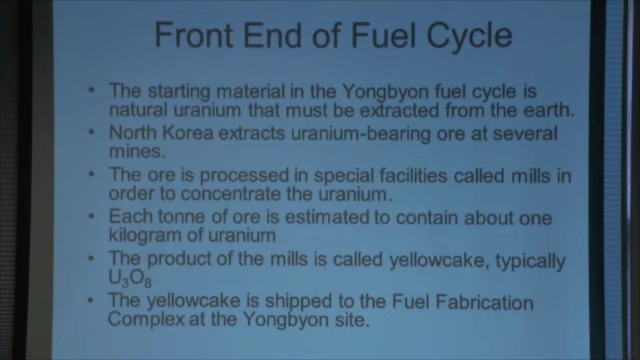 Front End of Fuel Cycle
• The starting material in the Yongbyon fuel cycle is
natural uranium that must be extracted from the earth.
• North Korea extracts uranium-bearing ore at several
mines.
• The ore is processed in special facilities called mills in
order to concentrate the uranium.
• Each tonne of ore is estimated to contain about one
kilogram of uranium
• The product of the mills is called yellowcake, typically
U₃O₈
• The yellowcake is shipped to the Fuel Fabrication
Complex at the Yongbyon site.